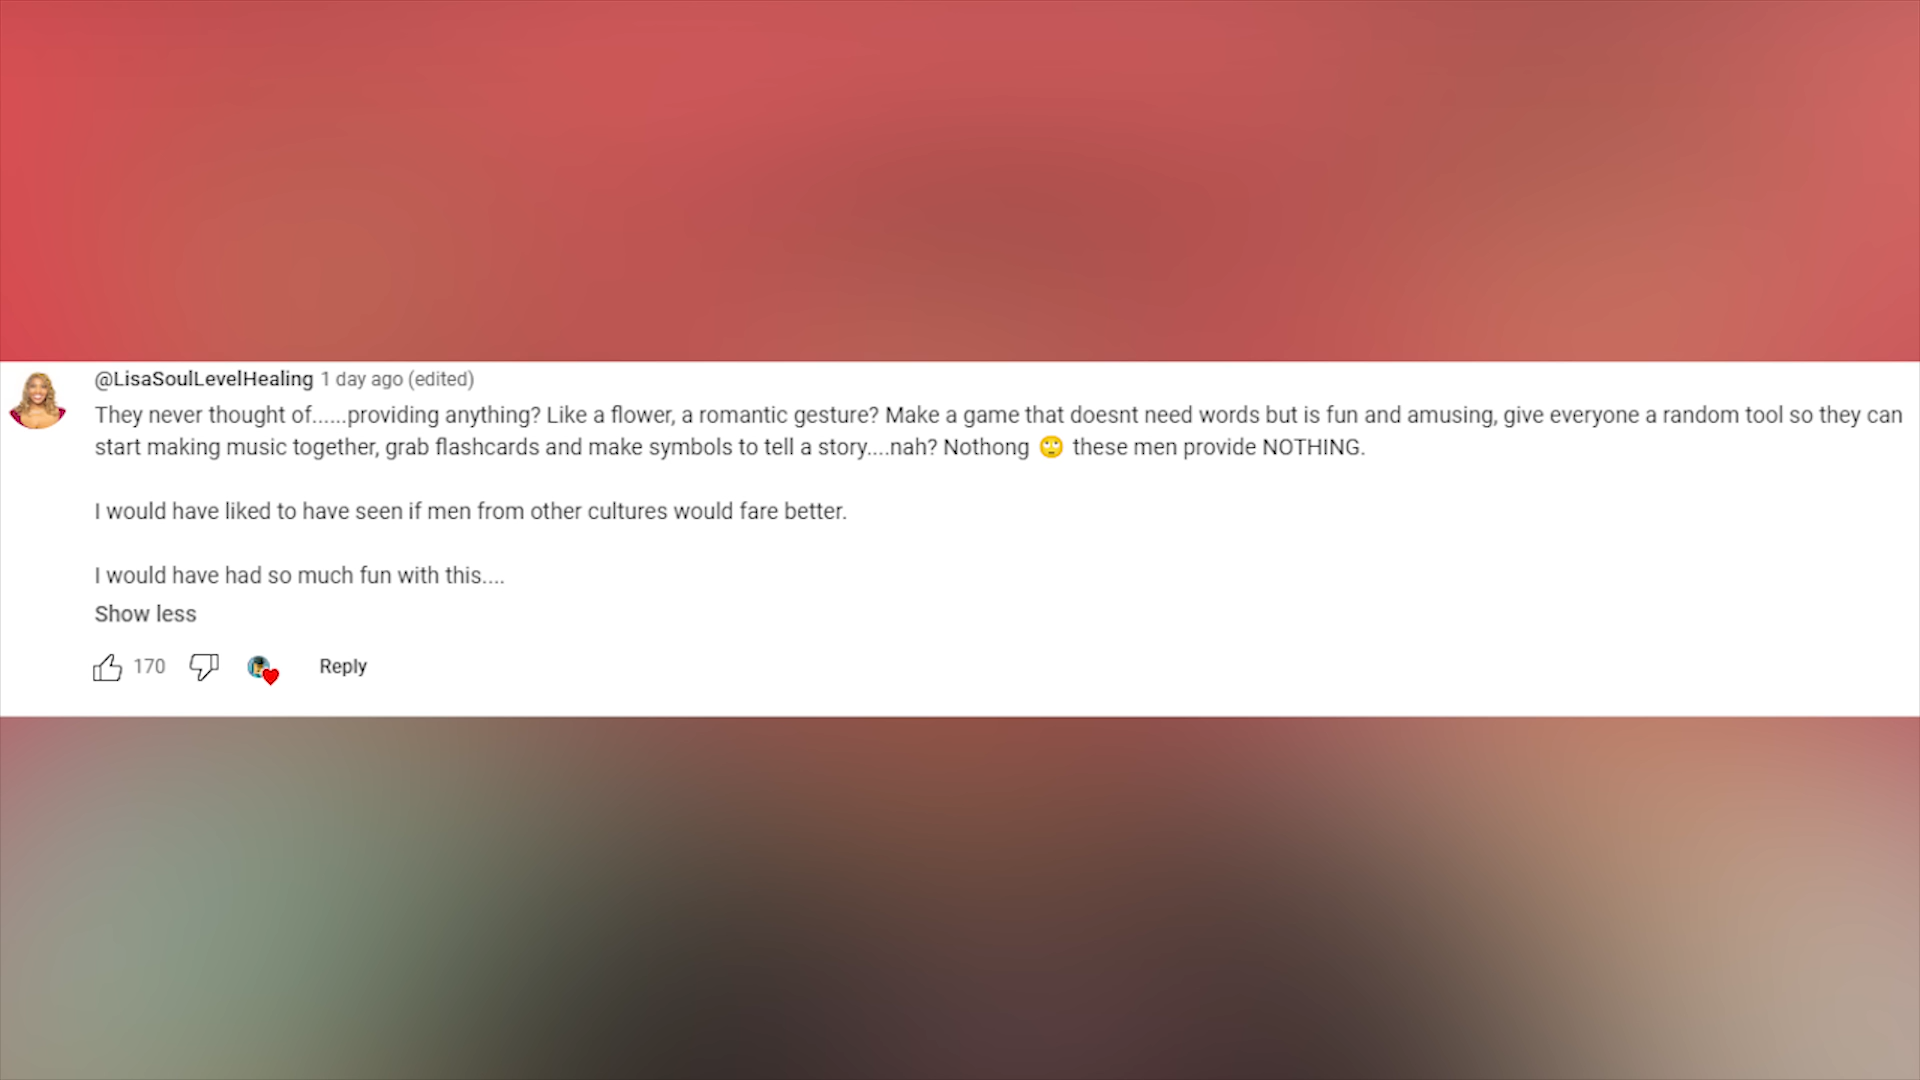 @LisaSoulLevelHealing 1 day ago (edited)
They never thought of......providing anything? Like a flower, a romantic gesture? Make a game that doesnt need words but is fun and amusing, give everyone a random tool so they can
start making music together, grab flashcards and make symbols to tell a story....nah? Nothong 🙄 these men provide NOTHING.
I would have liked to have seen if men from other cultures would fare better.
I would have had so much fun with this....
Show less
170 Reply